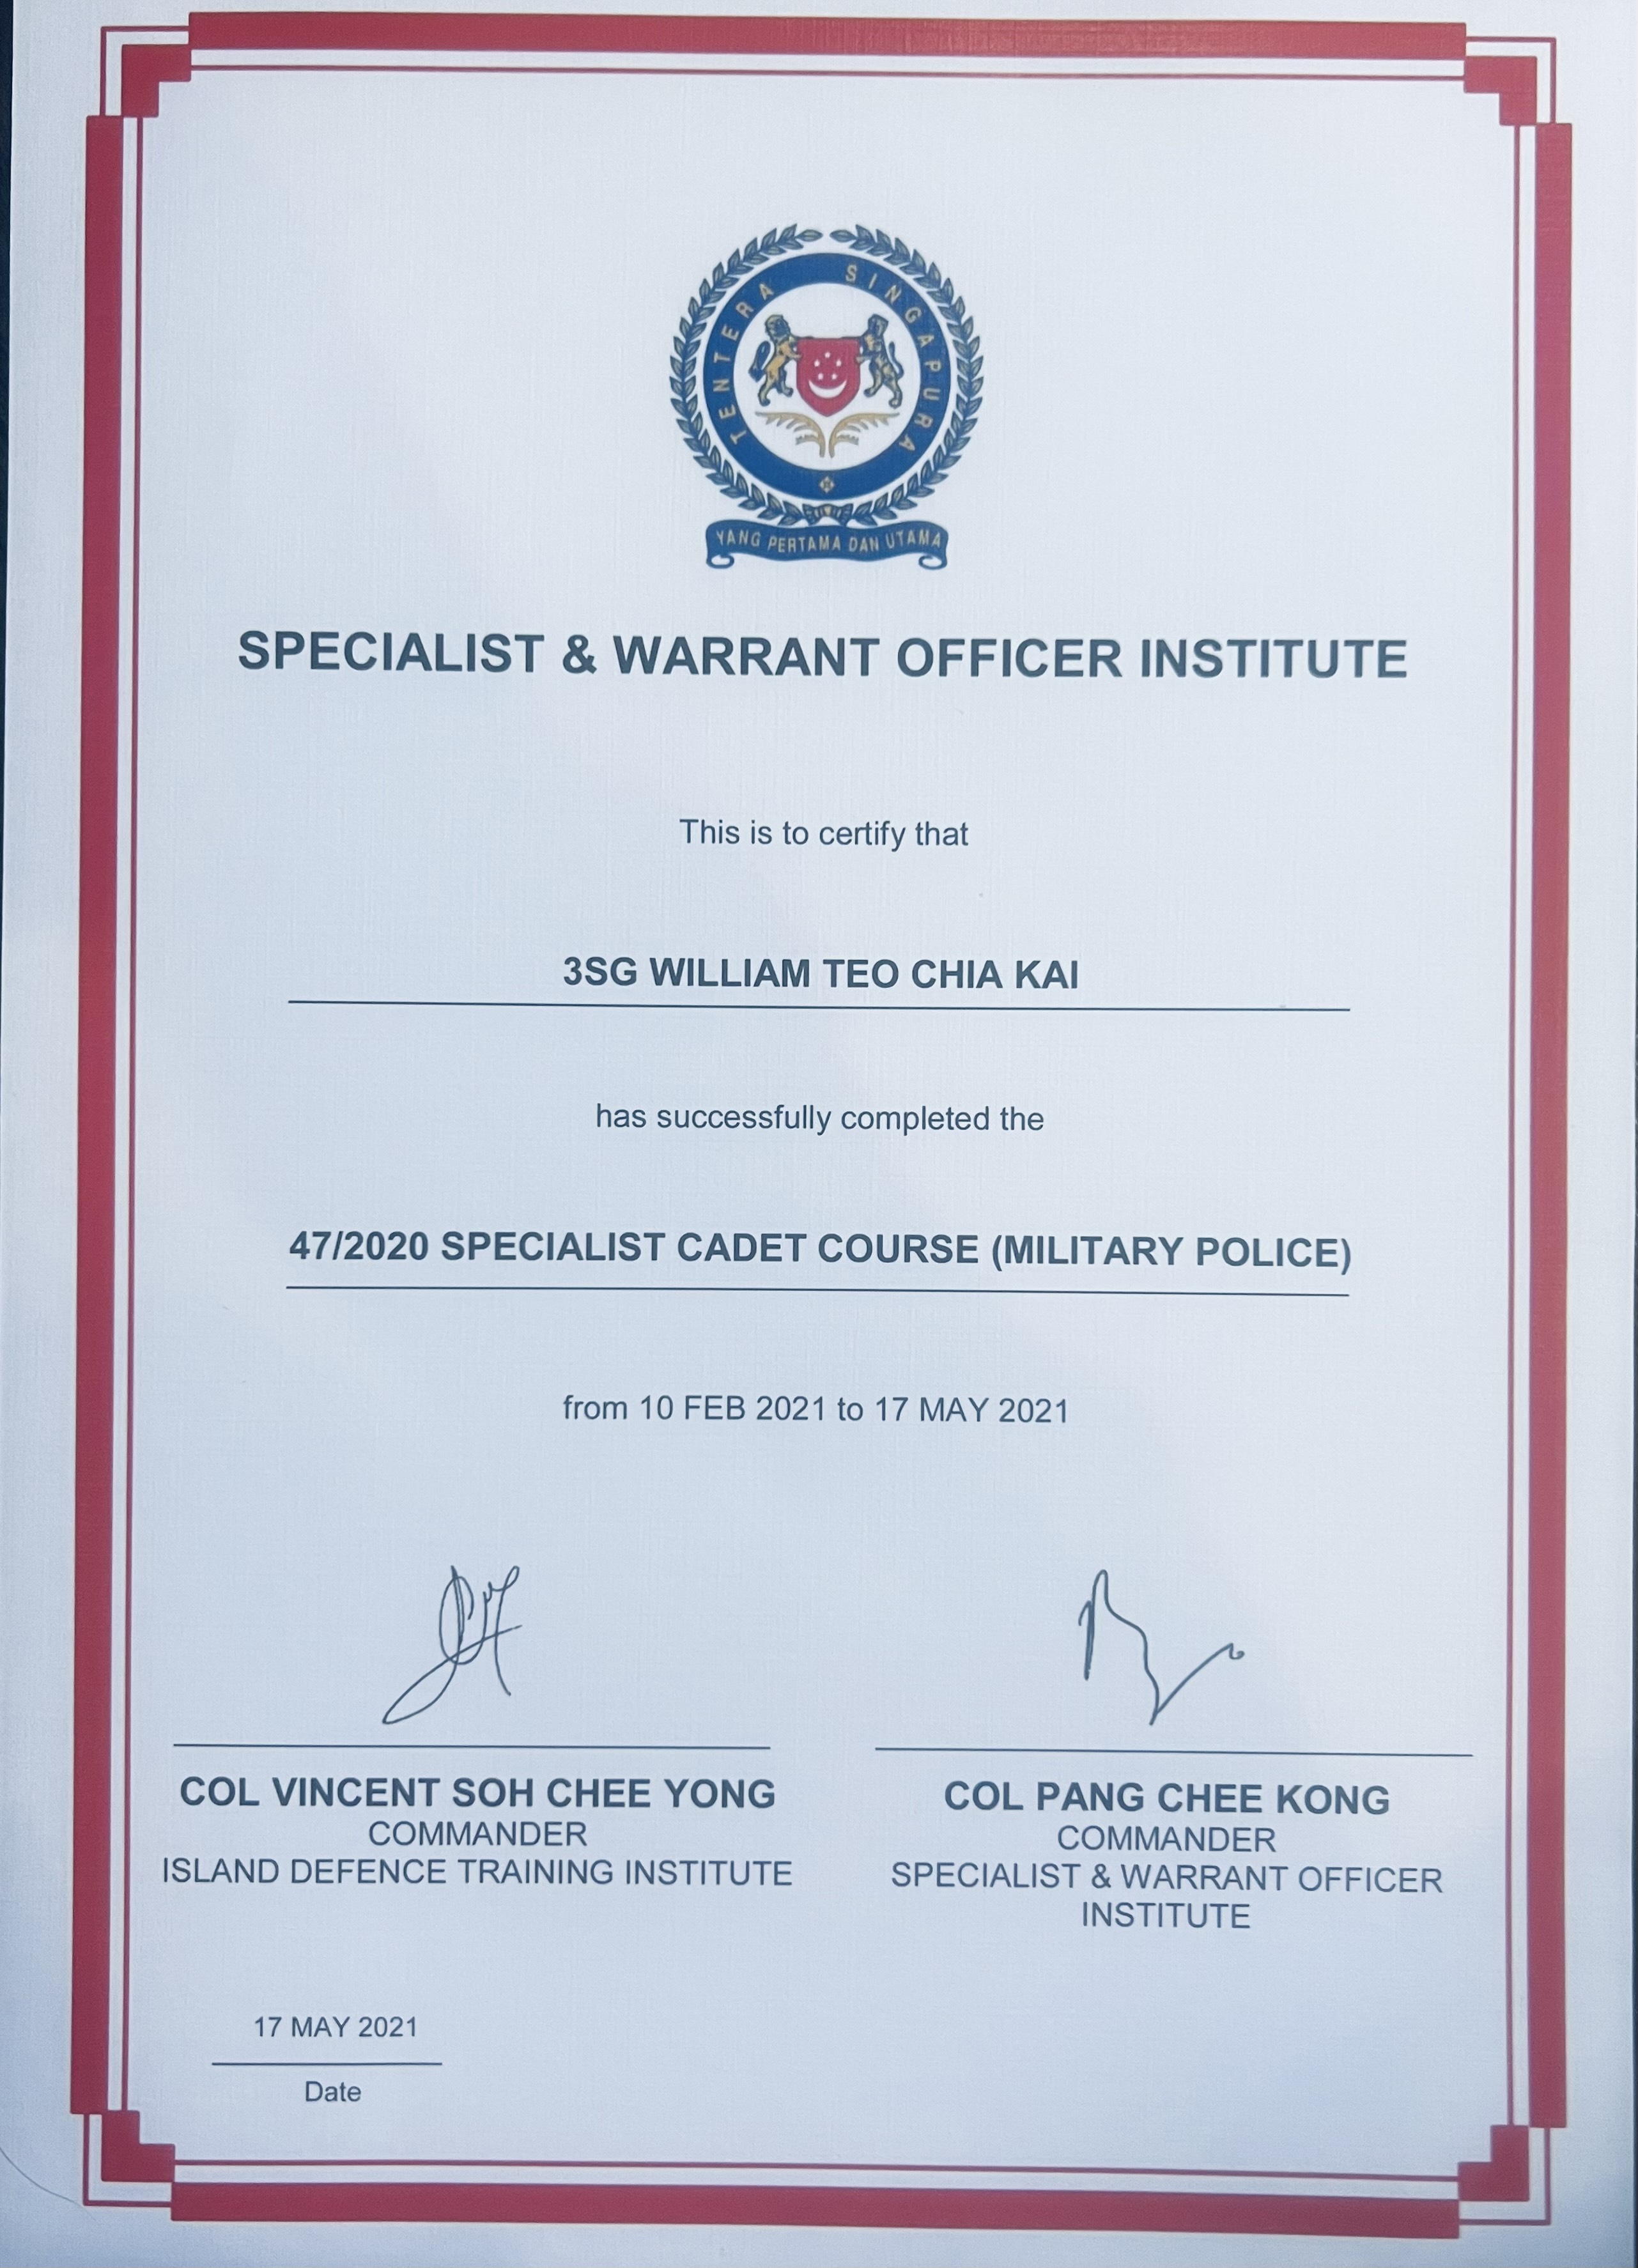 TENTERA SINGAPURA
YANG PERTAMA DAN UTAMA
SPECIALIST & WARRANT OFFICER INSTITUTE
This is to certify that
3SG WILLIAM TEO CHIA KAI
has successfully completed the
47/2020 SPECIALIST CADET COURSE (MILITARY POLICE)
from 10 FEB 2021 to 17 MAY 2021
COL VINCENT SOH CHEE YONG
COMMANDER
ISLAND DEFENCE TRAINING INSTITUTE
COL PANG CHEE KONG
COMMANDER
SPECIALIST & WARRANT OFFICER
INSTITUTE
17 MAY 2021
Date